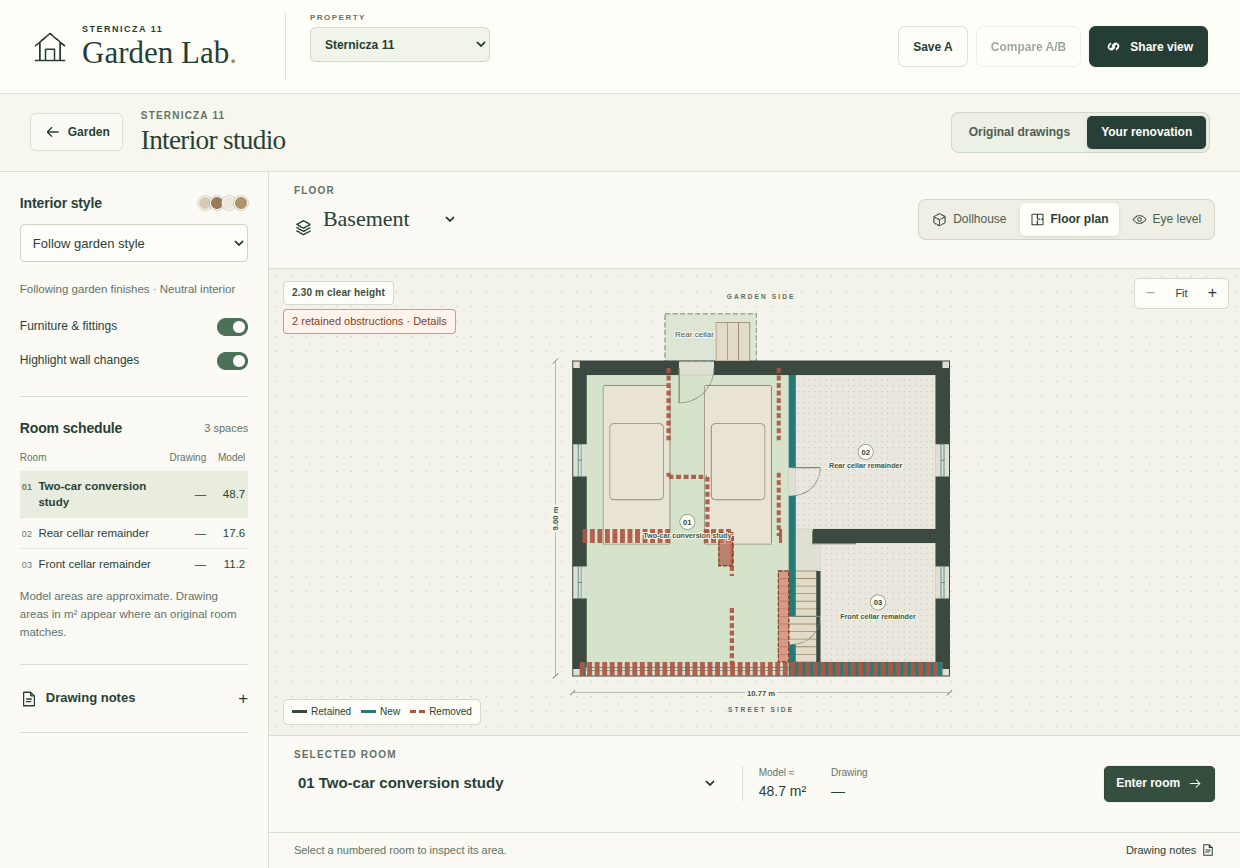 STERNICZA 11
Garden Lab.
PROPERTY
Sternicza 11
Save A
Compare A/B
Share view
Garden
STERNICZA 11
Interior studio
Original drawings
Your renovation
Interior style
Follow garden style
Following garden finishes · Neutral interior
Furniture & fittings
Highlight wall changes
Room schedule
3 spaces
Room Drawing Model
01 Two-car conversion study — 48.7
02 Rear cellar remainder — 17.6
03 Front cellar remainder — 11.2
Model areas are approximate. Drawing
areas in m² appear where an original room
matches.
Drawing notes +
FLOOR
Basement
Dollhouse
Floor plan
Eye level
2.30 m clear height
2 retained obstructions · Details
− Fit +
GARDEN SIDE
Rear cellar
02
Rear cellar remainder
9.00 m
01
Two-car conversion study
03
Front cellar remainder
10.77 m
STREET SIDE
Retained New Removed
SELECTED ROOM
01 Two-car conversion study
Model ≈
48.7 m²
Drawing
—
Enter room
Select a numbered room to inspect its area.
Drawing notes